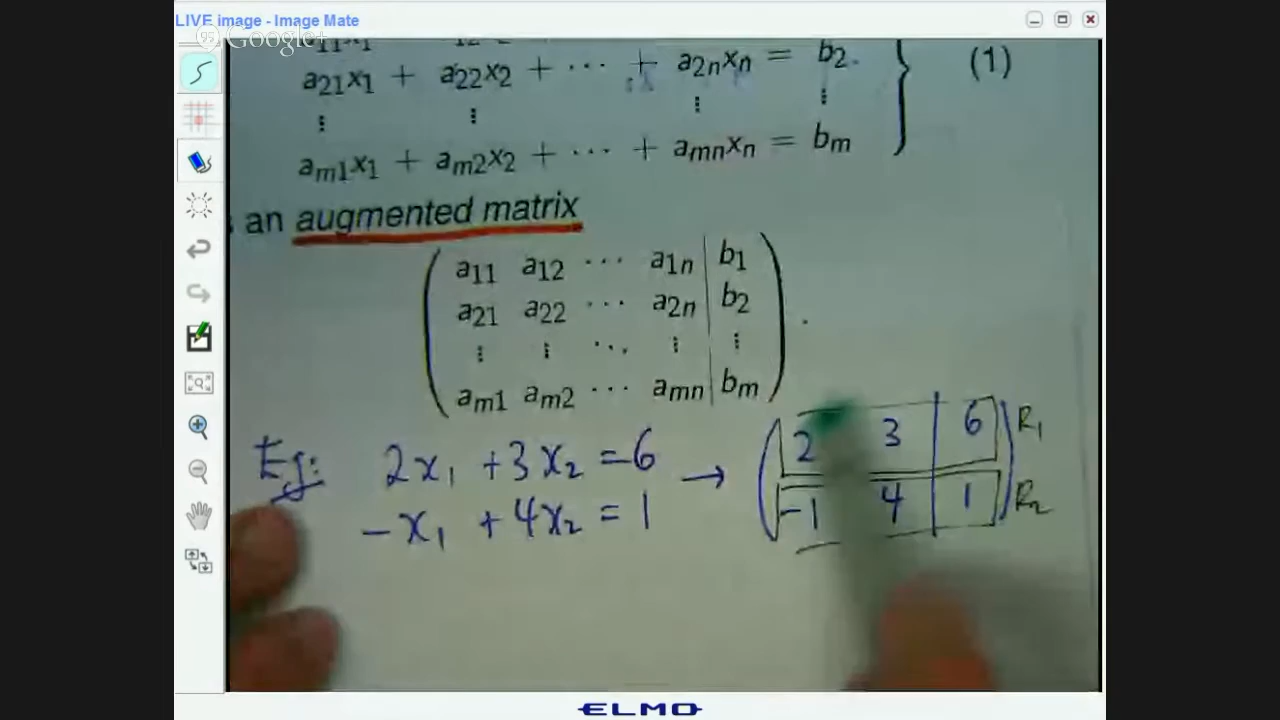 LIVE image - Image Mate
Google+
a21x1 + a22x2 + ··· + a2nxn = b2.
(1)
⋮ ⋮ ⋮ ⋮
am1x1 + am2x2 + ··· + amnxn = bm
an augmented matrix
a11 a12 ··· a1n | b1
a21 a22 ··· a2n | b2
⋮ ⋮ ⋱ ⋮ | ⋮
am1 am2 ··· amn | bm
.
Eg: 2x1 + 3x2 = 6 → ( 2 3 | 6 ) R1
-x1 + 4x2 = 1 ( -1 4 | 1 ) R2
ELMO